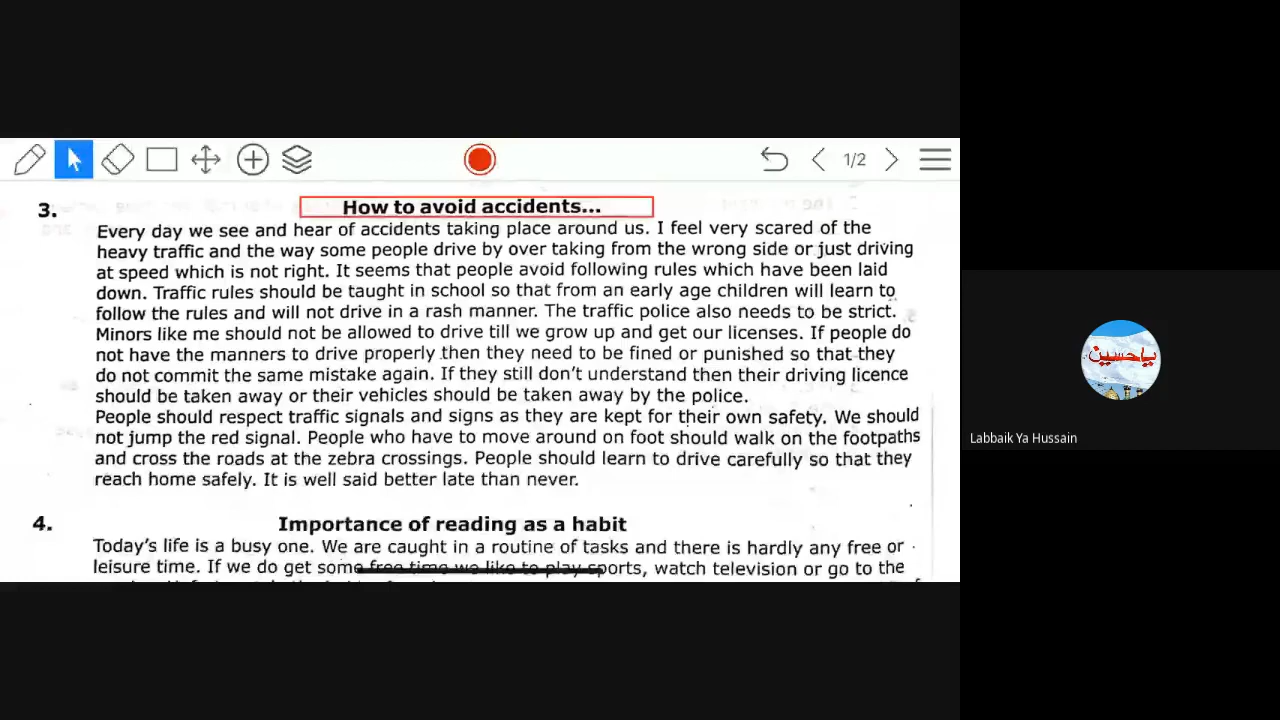 1/2
3.
How to avoid accidents...
Every day we see and hear of accidents taking place around us. I feel very scared of the
heavy traffic and the way some people drive by over taking from the wrong side or just driving
at speed which is not right. It seems that people avoid following rules which have been laid
down. Traffic rules should be taught in school so that from an early age children will learn to
follow the rules and will not drive in a rash manner. The traffic police also needs to be strict.
Minors like me should not be allowed to drive till we grow up and get our licenses. If people do
not have the manners to drive properly then they need to be fined or punished so that they
do not commit the same mistake again. If they still don't understand then their driving licence
should be taken away or their vehicles should be taken away by the police.
People should respect traffic signals and signs as they are kept for their own safety. We should
not jump the red signal. People who have to move around on foot should walk on the footpaths
and cross the roads at the zebra crossings. People should learn to drive carefully so that they
reach home safely. It is well said better late than never.
4.
Importance of reading as a habit
Today's life is a busy one. We are caught in a routine of tasks and there is hardly any free or
leisure time. If we do get some free time we like to play sports, watch television or go to the
یا حسین
Labbaik Ya Hussain